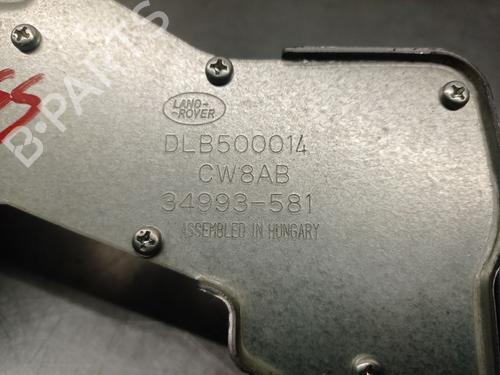 LAND-
-ROVER
DLB500014
CW8AB
34993-581
ASSEMBLED IN HUNGARY
B-PARTS